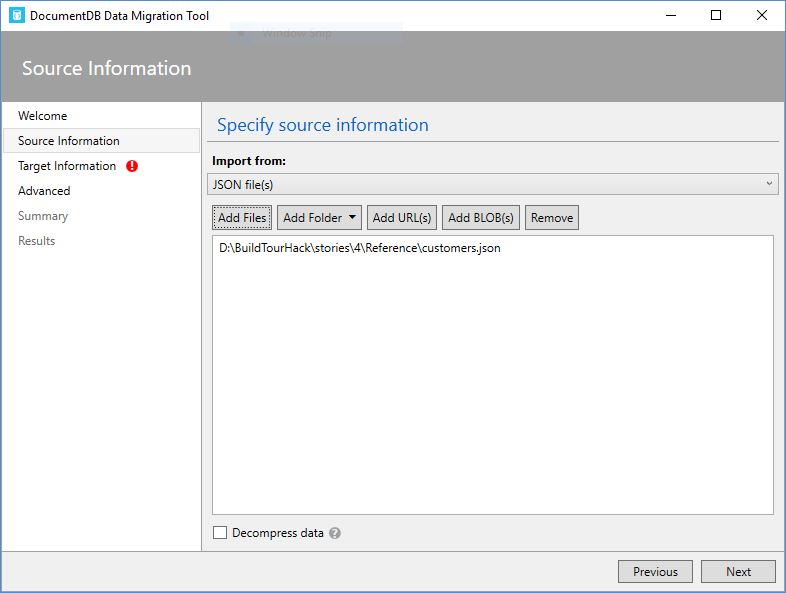 DocumentDB Data Migration Tool
Window Snip
Source Information
Welcome
Source Information
Target Information
Advanced
Summary
Results
Specify source information
Import from:
JSON file(s)
Add Files Add Folder Add URL(s) Add BLOB(s) Remove
D:\BuildTourHack\stories\4\Reference\customers.json
Decompress data ?
Previous Next